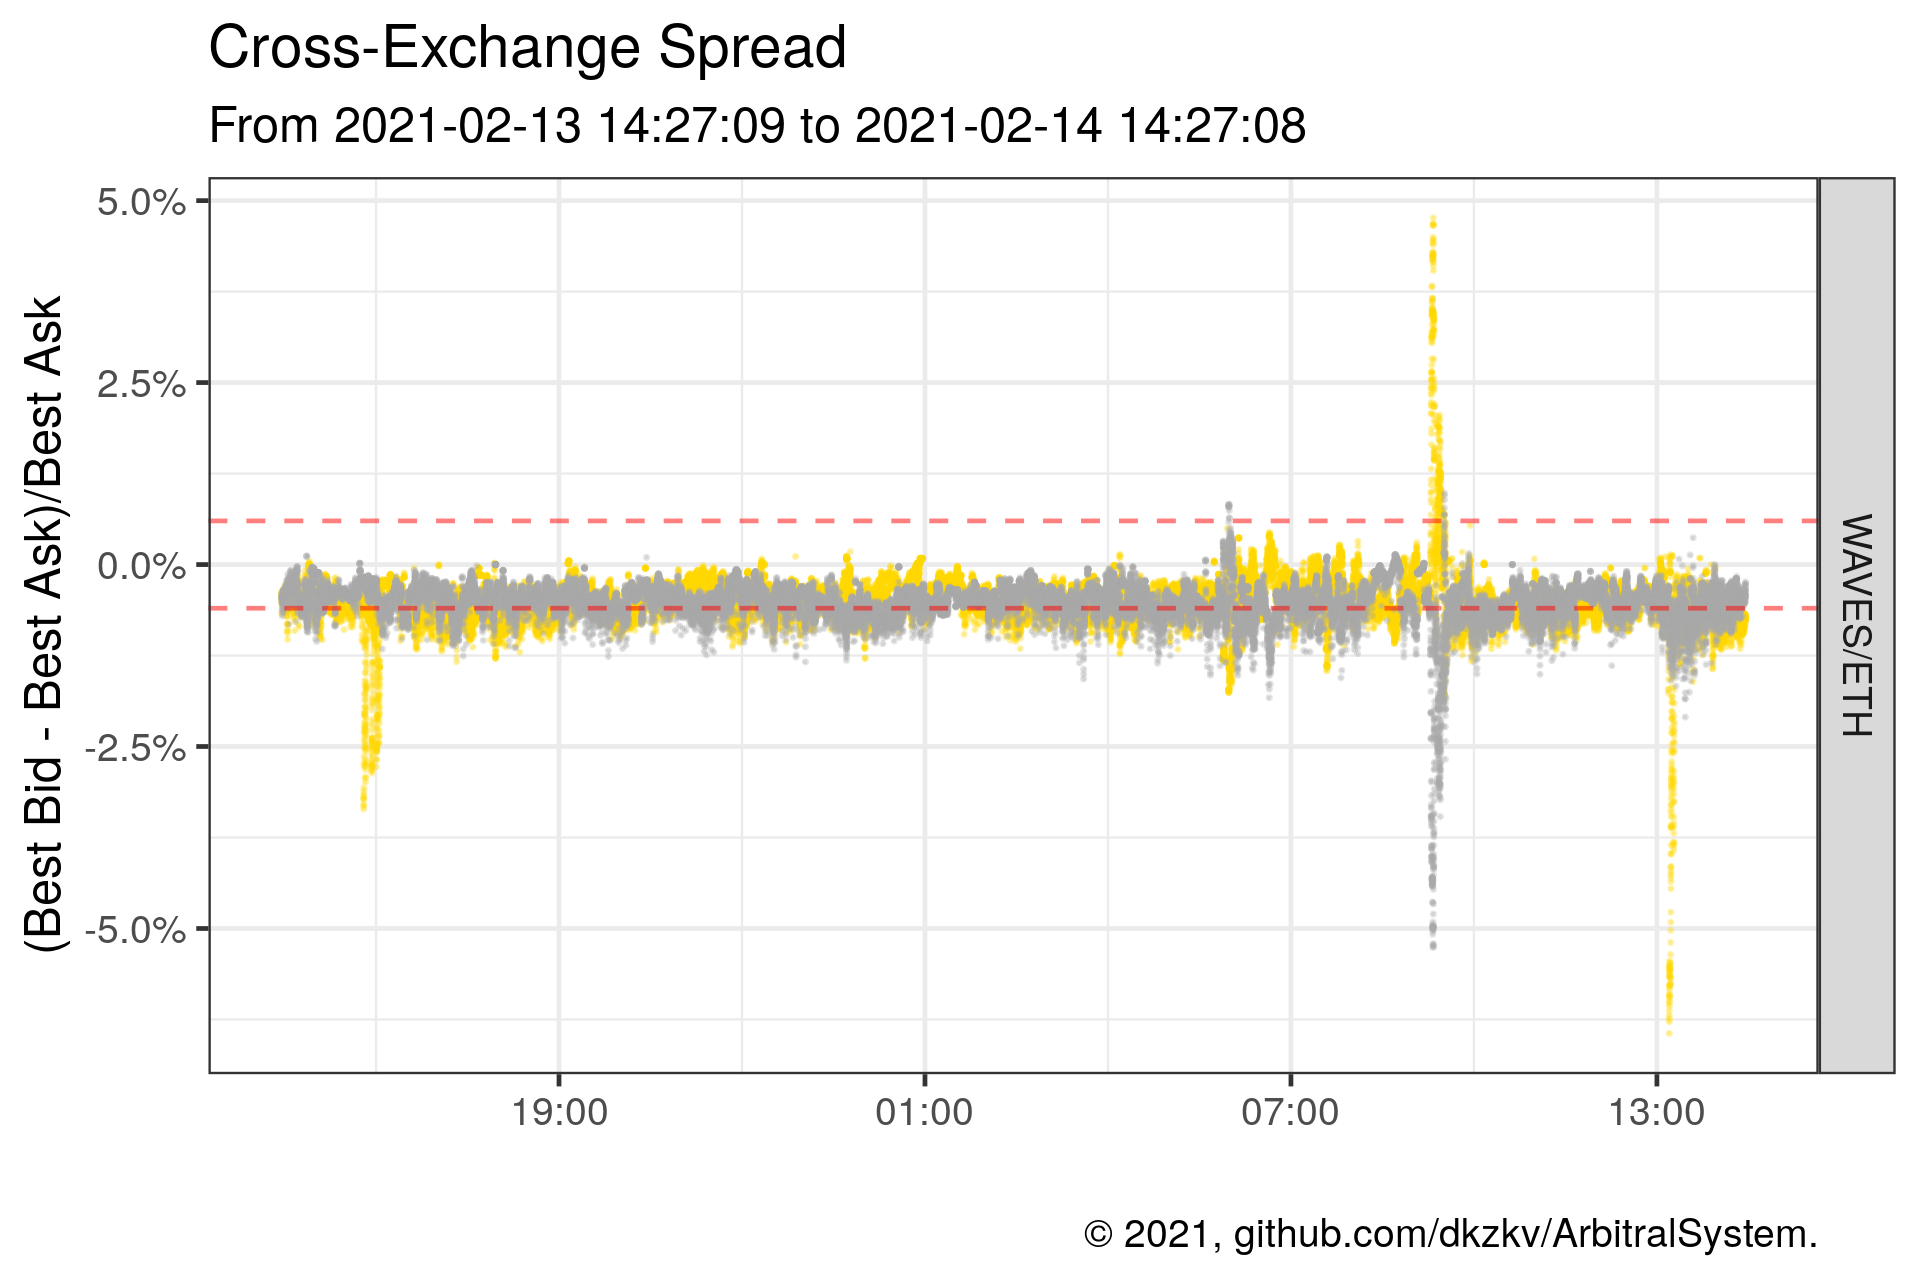 Cross-Exchange Spread
From 2021-02-13 14:27:09 to 2021-02-14 14:27:08
(Best Bid - Best Ask)/Best Ask
5.0%
2.5%
0.0%
-2.5%
-5.0%
WAVES/ETH
19:00
01:00
07:00
13:00
© 2021, github.com/dkzkv/ArbitralSystem.